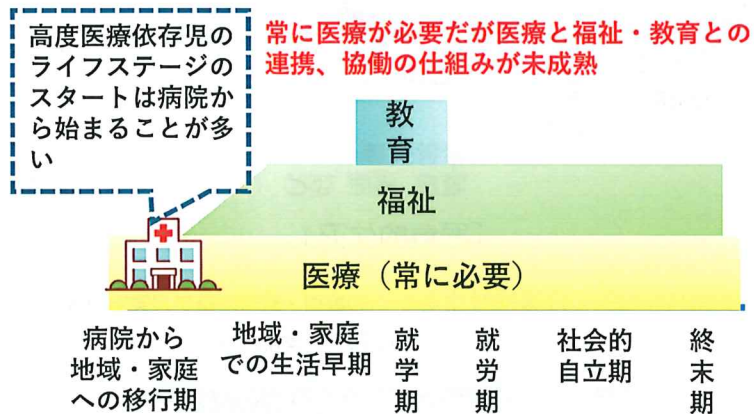 高度医療依存児の
ライフステージの
スタートは病院か
ら始まることが多
い
常に医療が必要だが医療と福祉・教育との
連携、協働の仕組みが未成熟
教育
福祉
医療（常に必要）
病院から
地域・家庭
への移行期
地域・家庭
での生活早期
就学期
就労期
社会的
自立期
終末期